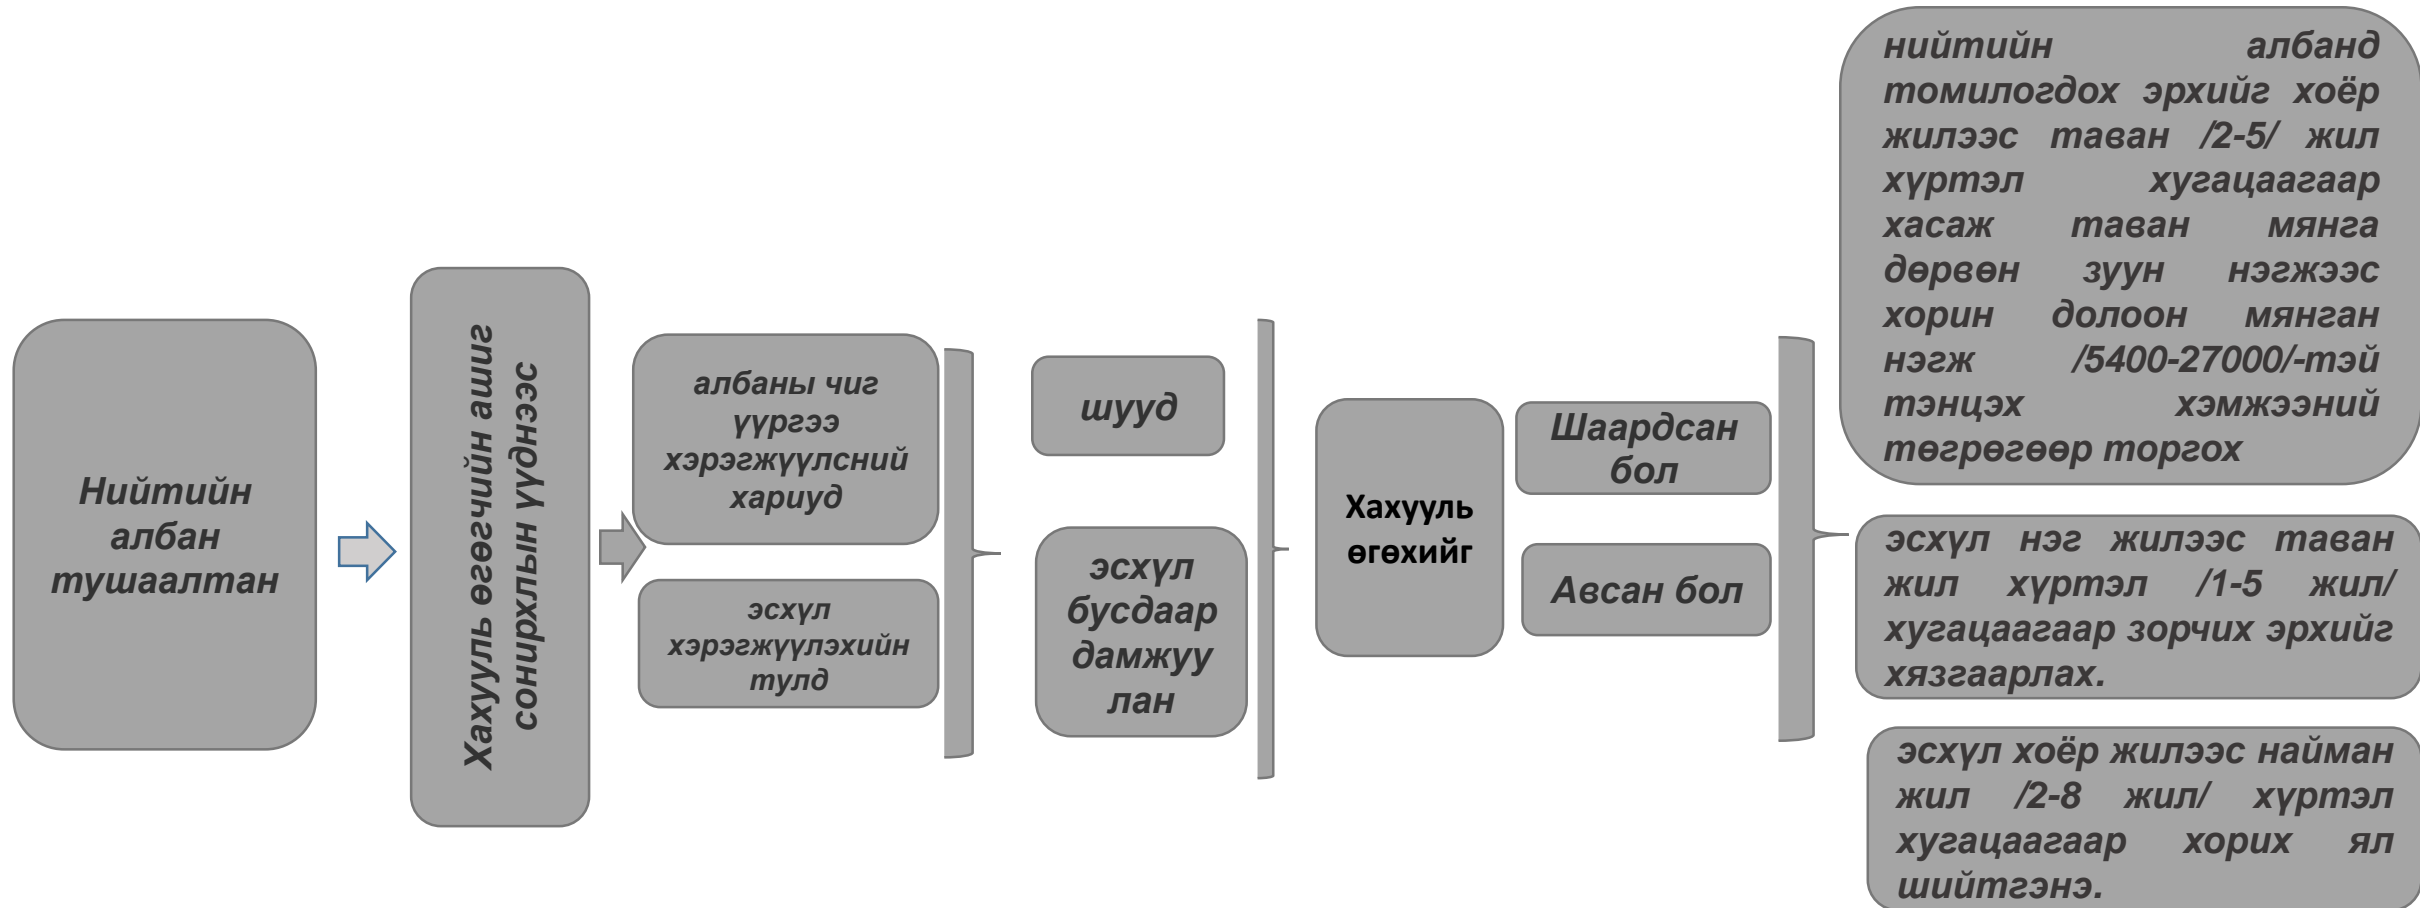 Нийтийн
албан
тушаалтан
Хахууль өгөгчийн ашиг
сонирхлын үүднээс
албаны чиг
үүргээ
хэрэгжүүлсний
хариуд
эсхүл
хэрэгжүүлэхийн
тулд
шууд
эсхүл
бусдаар
дамжуу
лан
Хахууль
өгөхийг
Шаардсан
бол
Авсан бол
нийтийн албанд
томилогдох эрхийг хоёр
жилээс таван /2-5/ жил
хүртэл хугацаагаар
хасаж таван мянга
дөрвөн зуун нэгжээс
хорин долоон мянган
нэгж /5400-27000/-тэй
тэнцэх хэмжээний
төгрөгөөр торгох
эсхүл нэг жилээс таван
жил хүртэл /1-5 жил/
хугацаагаар зорчих эрхийг
хязгаарлах.
эсхүл хоёр жилээс найман
жил /2-8 жил/ хүртэл
хугацаагаар хорих ял
шийтгэнэ.